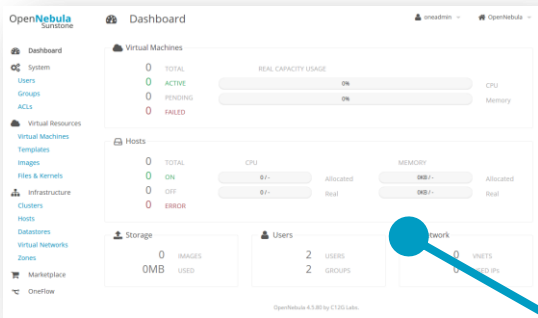 OpenNebula
Sunstone
Dashboard
oneadmin
OpenNebula
Dashboard
System
Users
Groups
ACLs
Virtual Resources
Virtual Machines
Templates
Images
Files & Kernels
Infrastructure
Clusters
Hosts
Datastores
Virtual Networks
Zones
Marketplace
OneFlow
Virtual Machines
0 TOTAL REAL CAPACITY USAGE
0 ACTIVE 0% CPU
0 PENDING 0% Memory
0 FAILED
Hosts
0 TOTAL CPU MEMORY
0 ON 0 / - Allocated 0KB / - Allocated
0 OFF 0 / - Real 0KB / - Real
0 ERROR
Storage
0 IMAGES
0MB USED
Users
2 USERS
2 GROUPS
0 VNETS
IPs
OpenNebula 4.5.80 by C12G Labs.